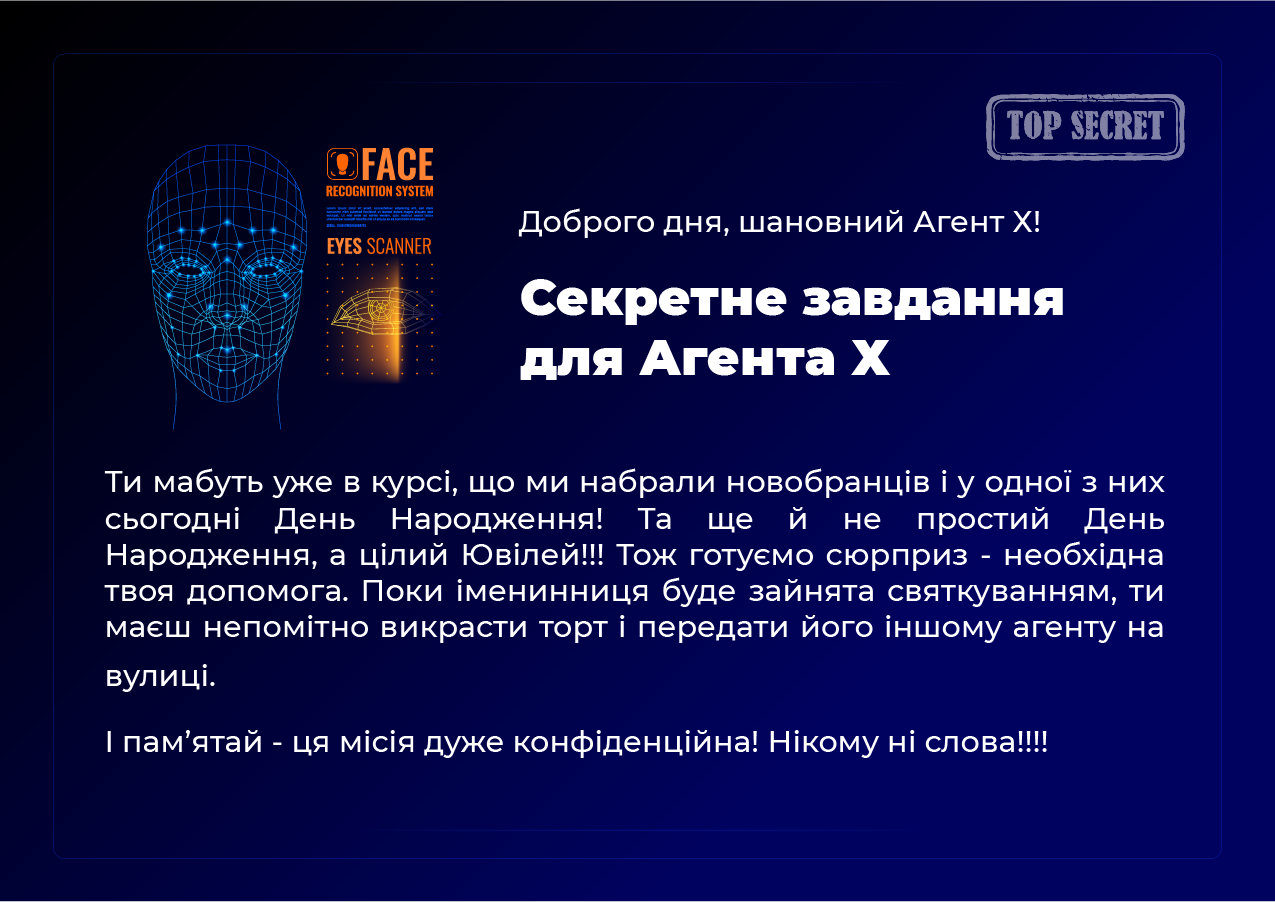 TOP SECRET
FACE
RECOGNITION SYSTEM
EYES SCANNER
Доброго дня, шановний Агент Х!
Секретне завдання
для Агента Х
Ти мабуть уже в курсі, що ми набрали новобранців і у одної з них
сьогодні День Народження! Та ще й не простий День
Народження, а цілий Ювілей!!! Тож готуємо сюрприз - необхідна
твоя допомога. Поки іменинниця буде зайнята святкуванням, ти
маєш непомітно викрасти торт і передати його іншому агенту на
вулиці.
І пам’ятай - ця місія дуже конфіденційна! Нікому ні слова!!!!